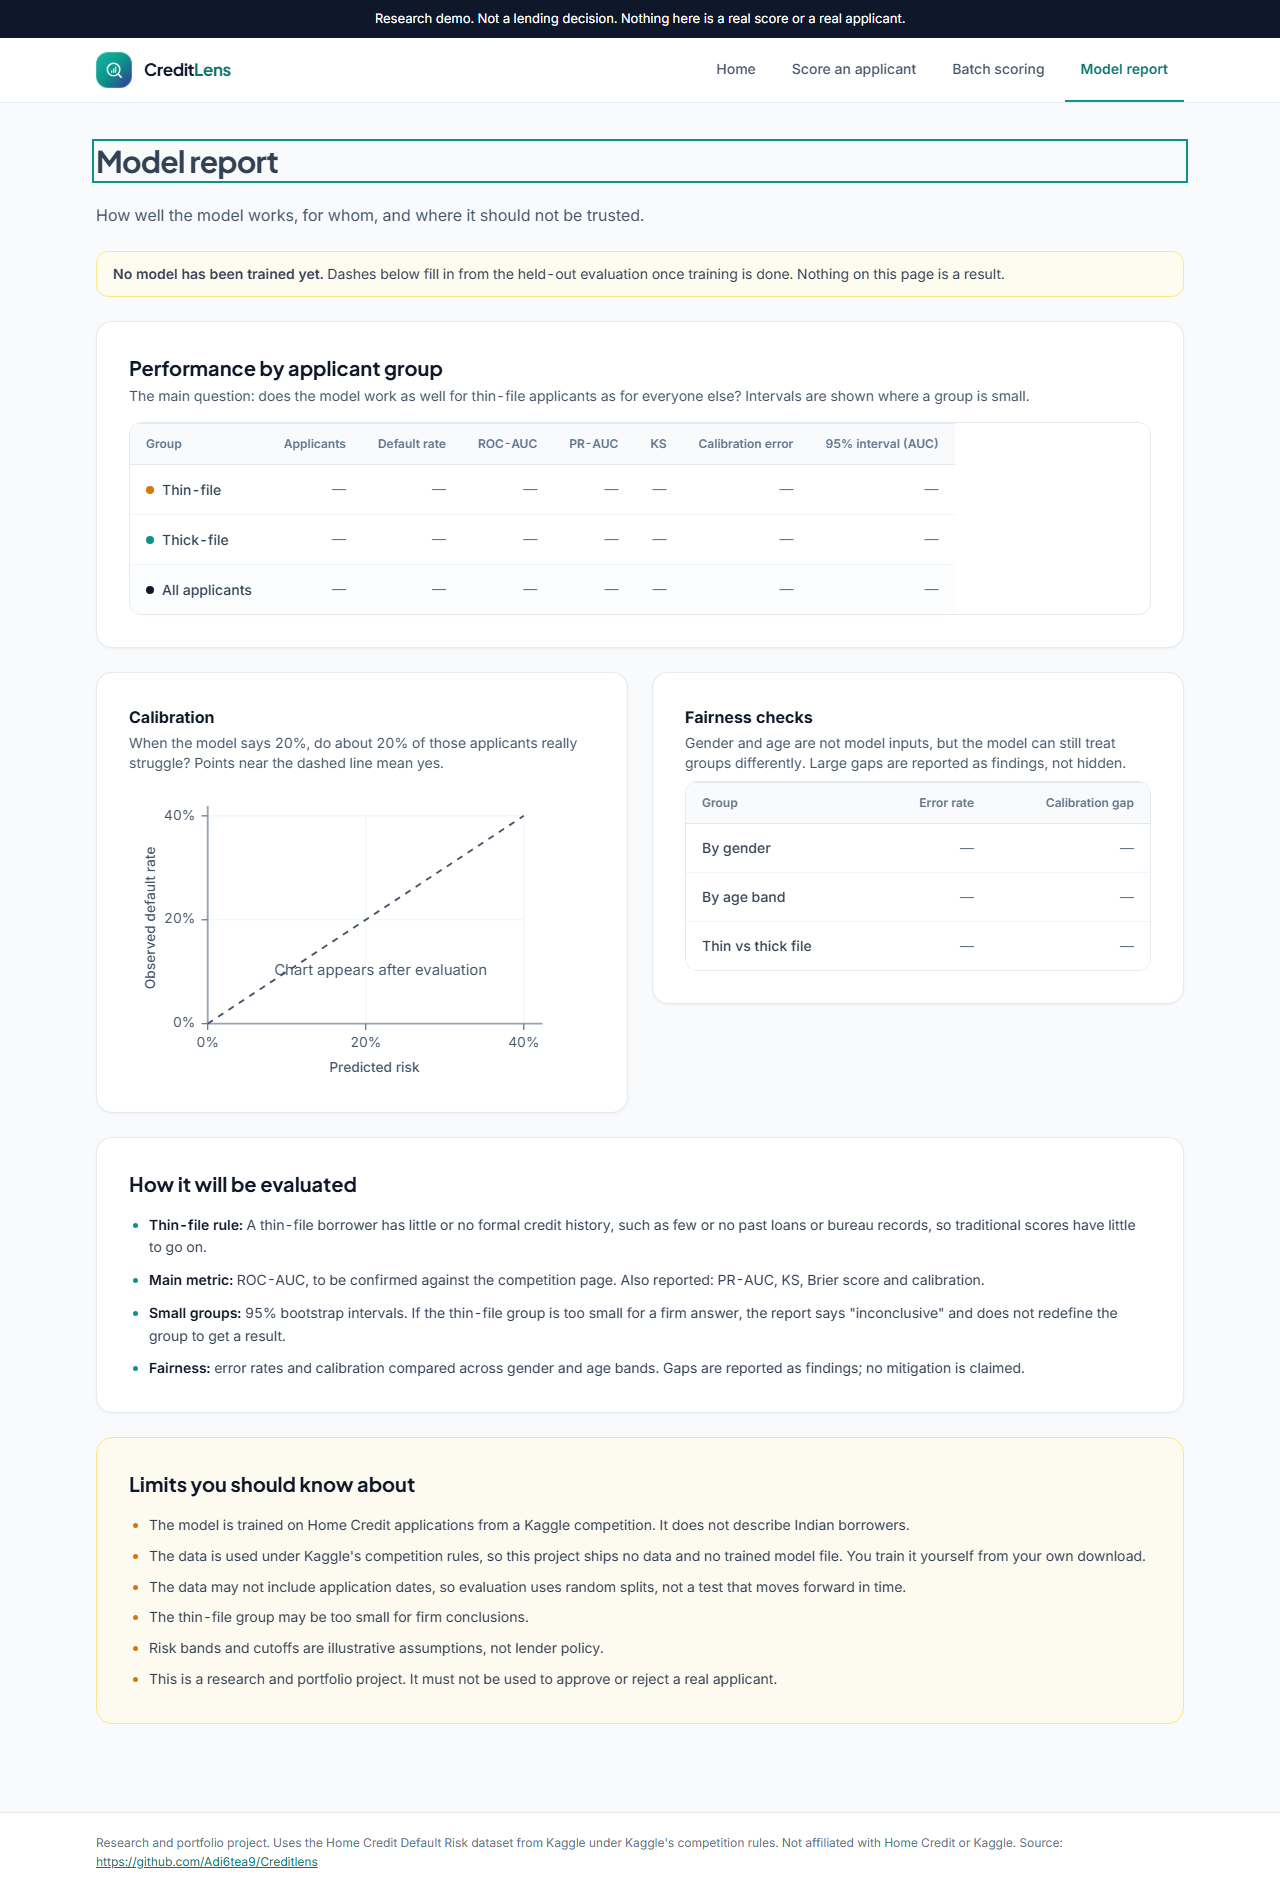 Research demo. Not a lending decision. Nothing here is a real score or a real applicant.
CreditLens
Home Score an applicant Batch scoring Model report
Model report
How well the model works, for whom, and where it should not be trusted.
No model has been trained yet. Dashes below fill in from the held-out evaluation once training is done. Nothing on this page is a result.
Performance by applicant group
The main question: does the model work as well for thin-file applicants as for everyone else? Intervals are shown where a group is small.
Group Applicants Default rate ROC-AUC PR-AUC KS Calibration error 95% interval (AUC)
Thin-file — — — — — — —
Thick-file — — — — — — —
All applicants — — — — — — —
Calibration
When the model says 20%, do about 20% of those applicants really
struggle? Points near the dashed line mean yes.
40%
20%
0%
Observed default rate
Chart appears after evaluation
0% 20% 40%
Predicted risk
Fairness checks
Gender and age are not model inputs, but the model can still treat
groups differently. Large gaps are reported as findings, not hidden.
Group Error rate Calibration gap
By gender — —
By age band — —
Thin vs thick file — —
How it will be evaluated
Thin-file rule: A thin-file borrower has little or no formal credit history, such as few or no past loans or bureau records, so traditional scores have little
to go on.
Main metric: ROC-AUC, to be confirmed against the competition page. Also reported: PR-AUC, KS, Brier score and calibration.
Small groups: 95% bootstrap intervals. If the thin-file group is too small for a firm answer, the report says "inconclusive" and does not redefine the
group to get a result.
Fairness: error rates and calibration compared across gender and age bands. Gaps are reported as findings; no mitigation is claimed.
Limits you should know about
The model is trained on Home Credit applications from a Kaggle competition. It does not describe Indian borrowers.
The data is used under Kaggle's competition rules, so this project ships no data and no trained model file. You train it yourself from your own download.
The data may not include application dates, so evaluation uses random splits, not a test that moves forward in time.
The thin-file group may be too small for firm conclusions.
Risk bands and cutoffs are illustrative assumptions, not lender policy.
This is a research and portfolio project. It must not be used to approve or reject a real applicant.
Research and portfolio project. Uses the Home Credit Default Risk dataset from Kaggle under Kaggle's competition rules. Not affiliated with Home Credit or Kaggle. Source:
https://github.com/Adi6tea9/Creditlens